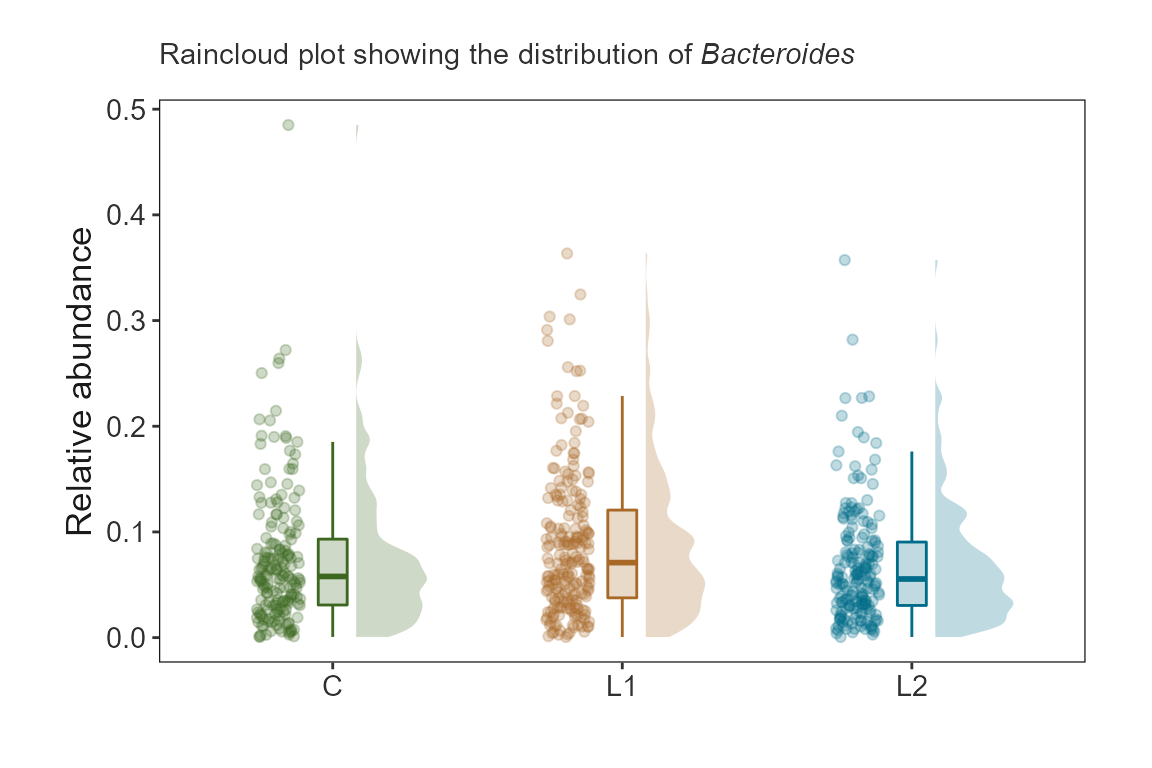 Raincloud plot showing the distribution of Bacteroides
Relative abundance
0.5
0.4
0.3
0.2
0.1
0.0
C L1 L2